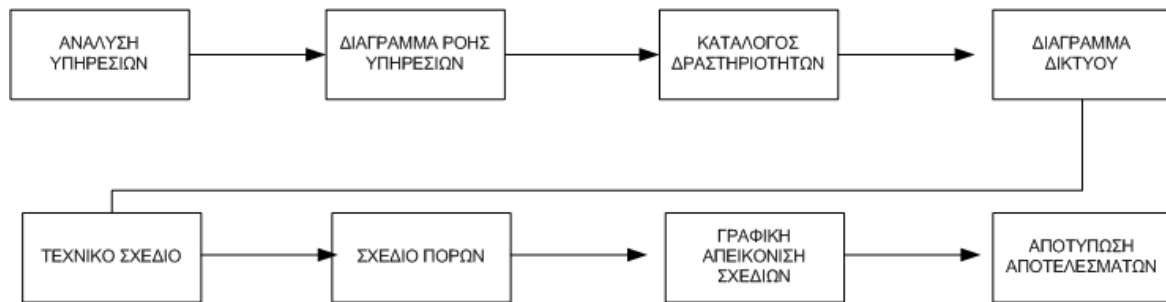 ΑΝΑΛΥΣΗ
ΥΠΗΡΕΣΙΩΝ
ΔΙΑΓΡΑΜΜΑ ΡΟΗΣ
ΥΠΗΡΕΣΙΩΝ
ΚΑΤΑΛΟΓΟΣ
ΔΡΑΣΤΗΡΙΟΤΗΤΩΝ
ΔΙΑΓΡΑΜΜΑ
ΔΙΚΤΥΟΥ
ΤΕΧΝΙΚΟ ΣΧΕΔΙΟ
ΣΧΕΔΙΟ ΠΟΡΩΝ
ΓΡΑΦΙΚΗ
ΑΠΕΙΚΟΝΙΣΗ
ΣΧΕΔΙΩΝ
ΑΠΟΤΥΠΩΣΗ
ΑΠΟΤΕΛΕΣΜΑΤΩΝ